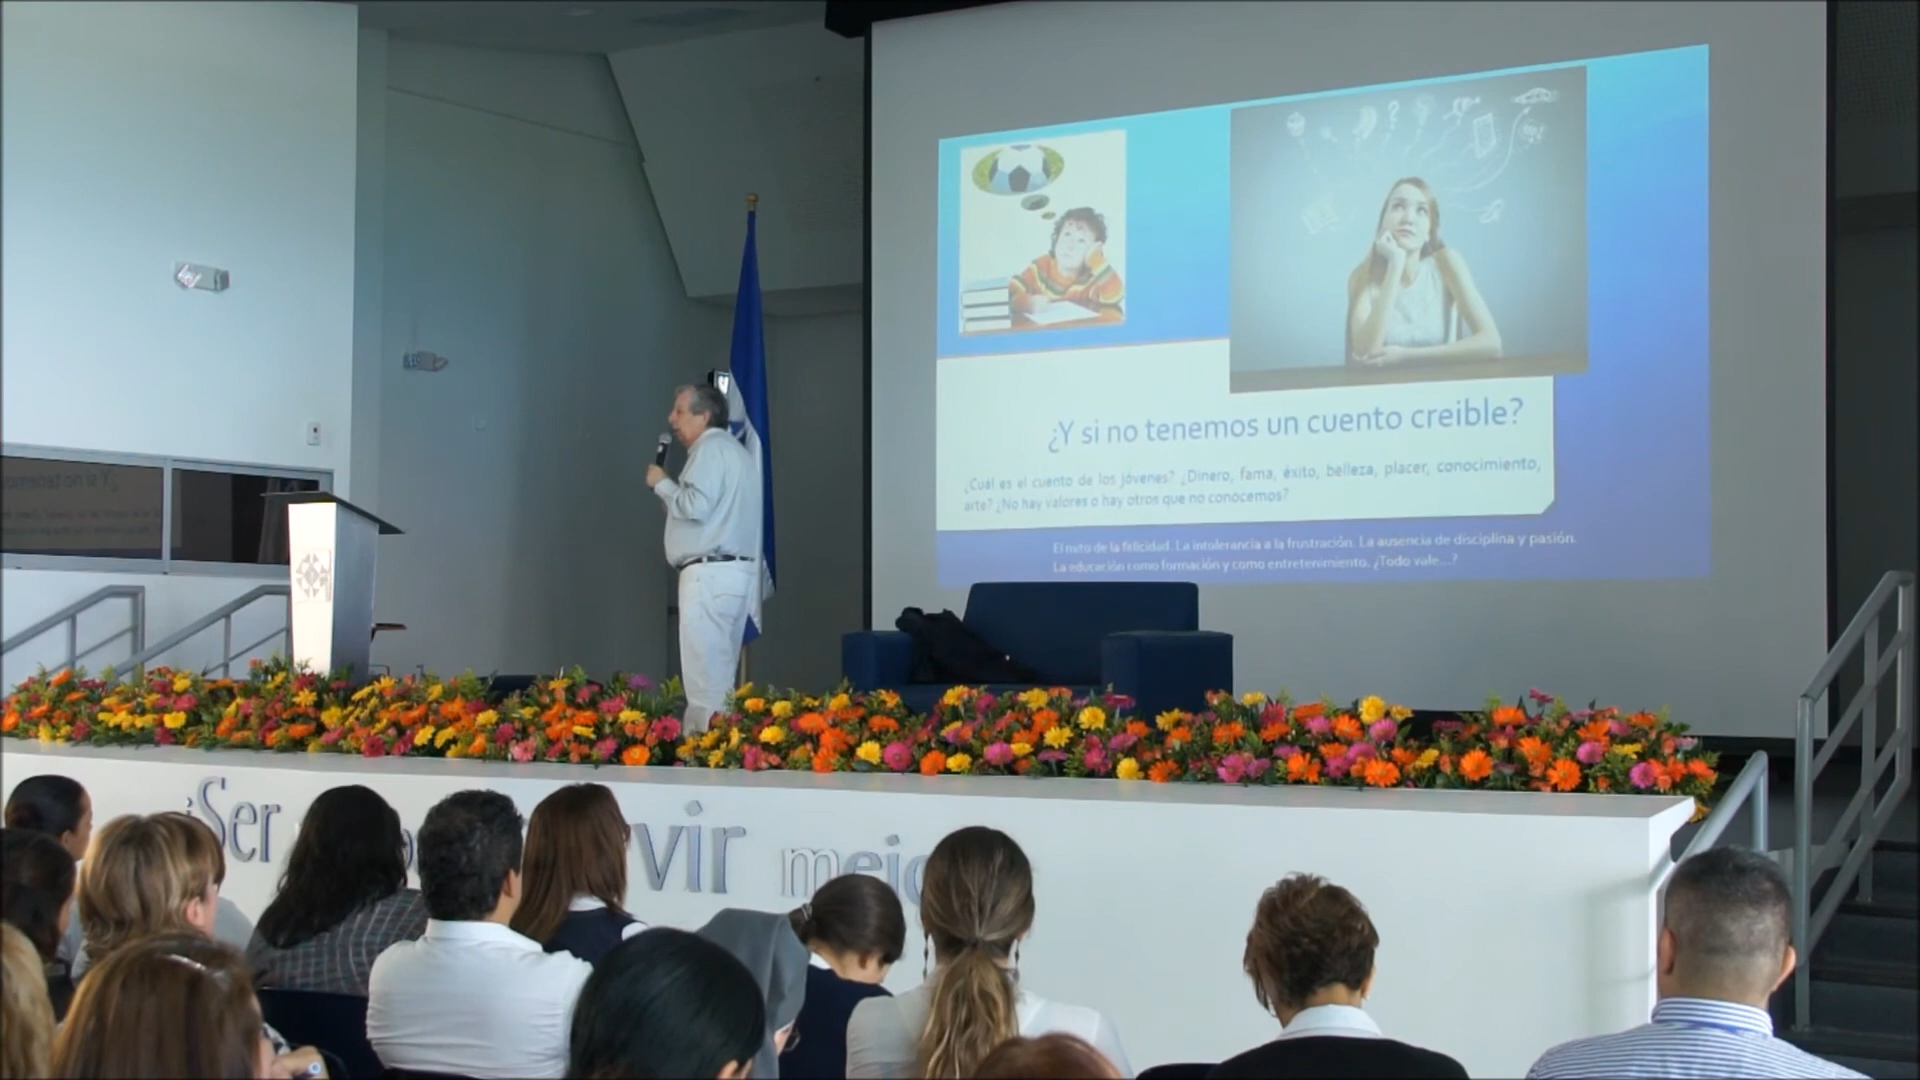 ¿Y si no tenemos un cuento creible?
¿Cuál es el cuento de los jóvenes? ¿Dinero, fama, éxito, belleza, placer, conocimiento,
arte? ¿No hay valores o hay otros que no conocemos?
El mito de la felicidad. La intolerancia a la frustración. La ausencia de disciplina y pasión.
La educación como formación y como entretenimiento. ¿Todo vale...?
¡Ser vir mejo